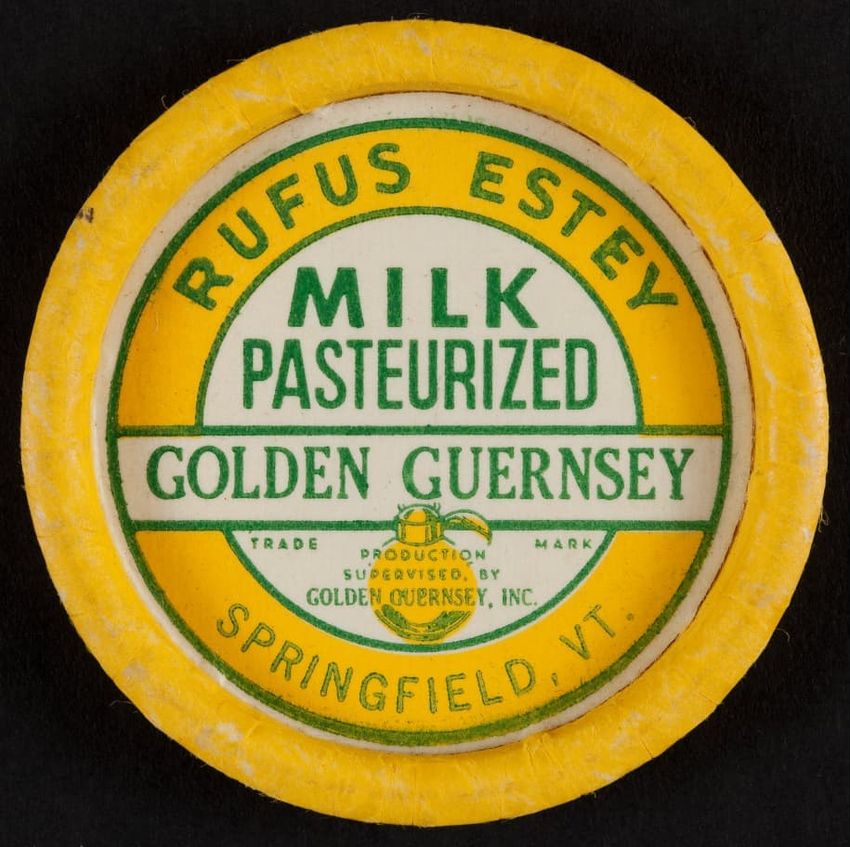 RUFUS ESTEY
MILK
PASTEURIZED
GOLDEN GUERNSEY
TRADE MARK
PRODUCTION
SUPERVISED, BY
GOLDEN GUERNSEY, INC.
SPRINGFIELD, VT.